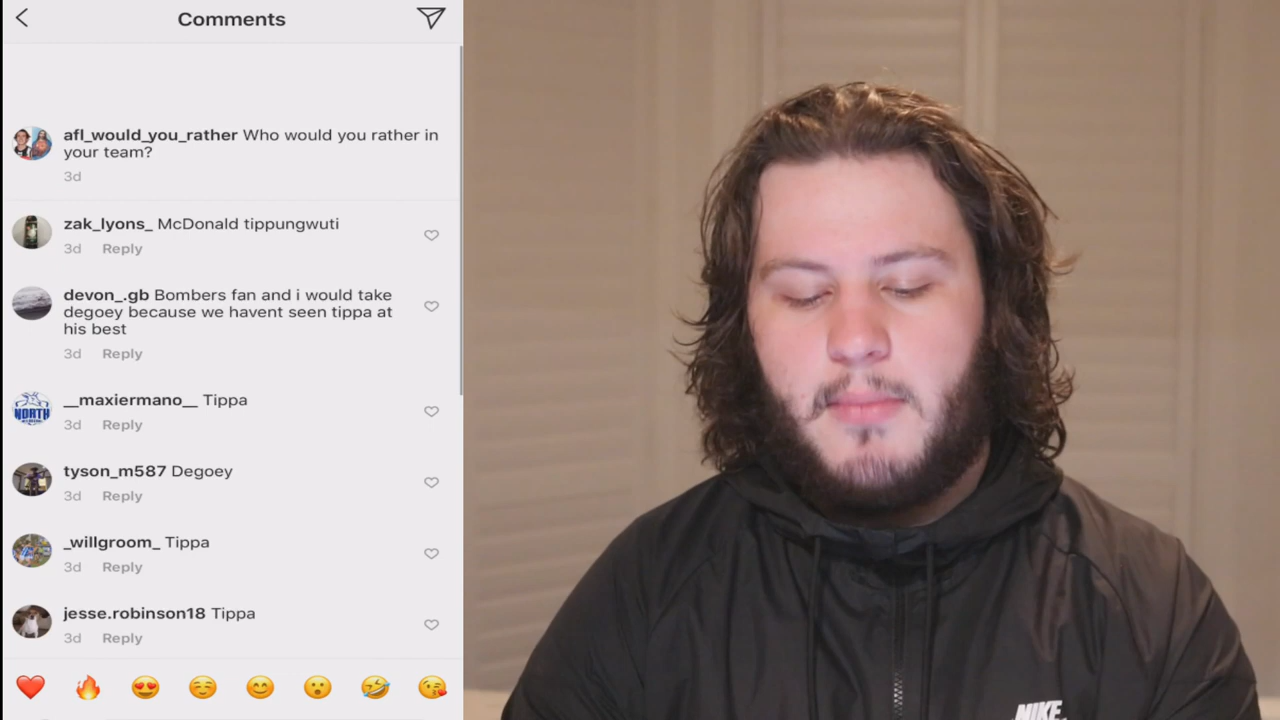 Comments
afl_would_you_rather Who would you rather in
your team?
3d
zak_lyons_ McDonald tippungwuti
3d Reply
devon_.gb Bombers fan and i would take
degoey because we havent seen tippa at
his best
3d Reply
__maxiermano__ Tippa
3d Reply
NORTH
tyson_m587 Degoey
3d Reply
_willgroom_ Tippa
3d Reply
jesse.robinson18 Tippa
3d Reply
NIKE